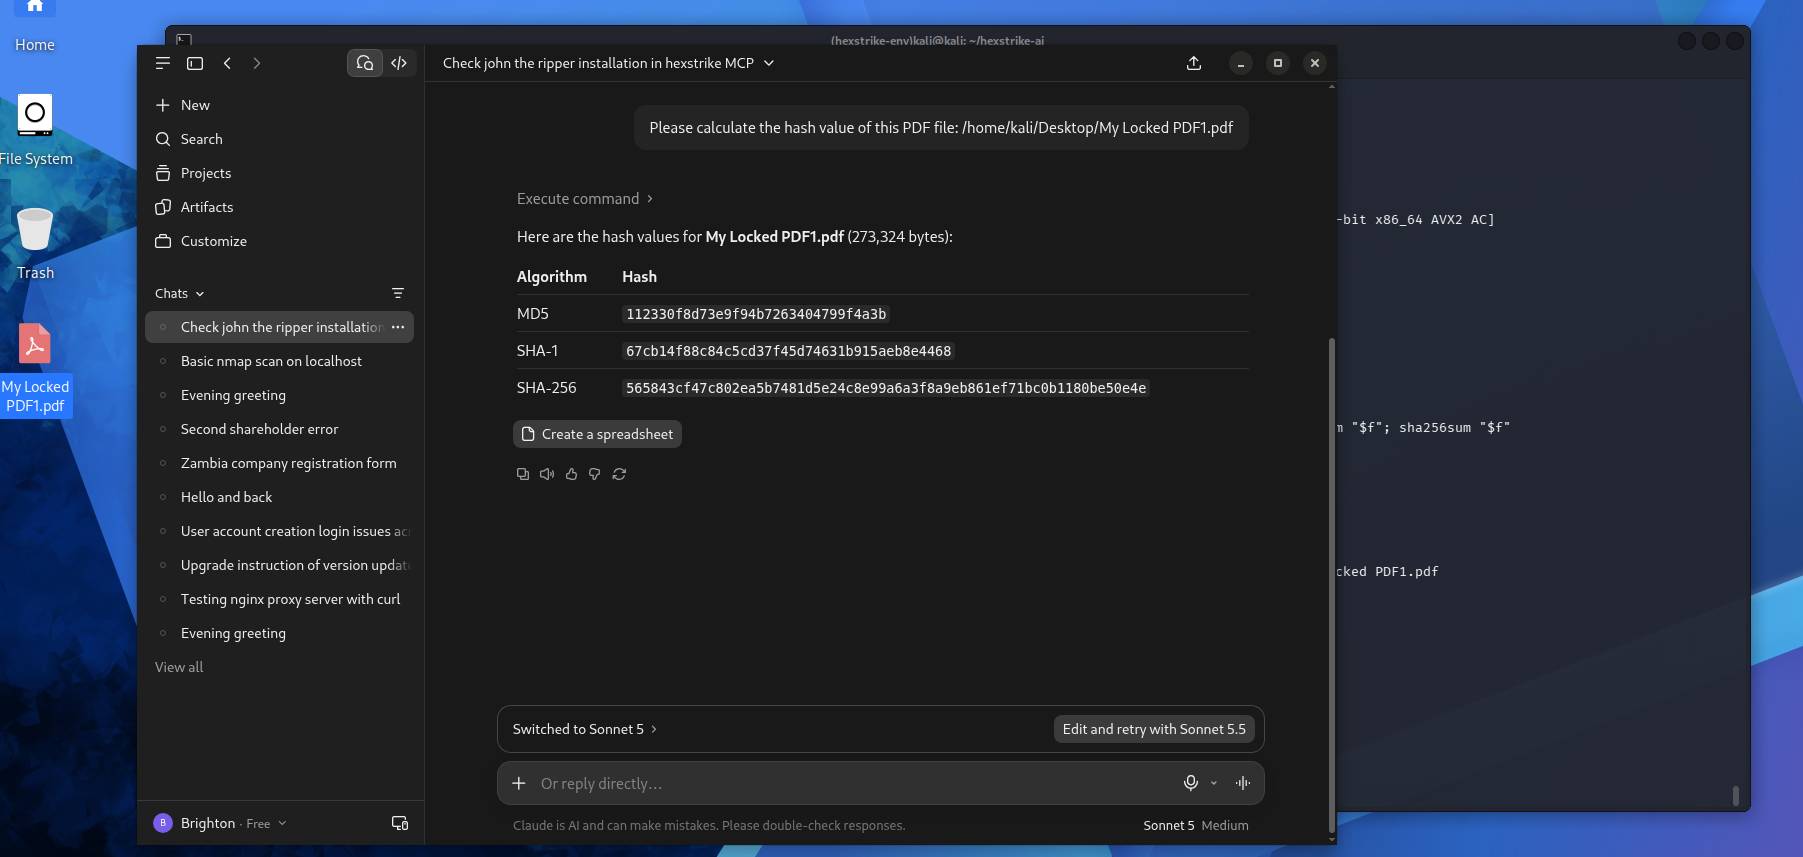 Home
File System
Trash
My Locked
PDF1.pdf
(hexstrike-env)kali@kali: ~/hexstrike-ai
Check john the ripper installation in hexstrike MCP
New
Search
Projects
Artifacts
Customize
Chats
Check john the ripper installation
Basic nmap scan on localhost
Evening greeting
Second shareholder error
Zambia company registration form
Hello and back
User account creation login issues
Upgrade instruction of version
Testing nginx proxy server with curl
Evening greeting
View all
B Brighton · Free
Please calculate the hash value of this PDF file: /home/kali/Desktop/My Locked PDF1.pdf
Execute command
Here are the hash values for My Locked PDF1.pdf (273,324 bytes):
Algorithm Hash
MD5 112330f8d73e9f94b7263404799f4a3b
SHA-1 67cb14f88c84c5cd37f45d74631b915aeb8e4468
SHA-256 565843cf47c802ea5b7481d5e24c8e99a6a3f8a9eb861ef71bc0b1180be50e4e
Create a spreadsheet
Switched to Sonnet 5
Edit and retry with Sonnet 5.5
Or reply directly...
Claude is AI and can make mistakes. Please double-check responses.
Sonnet 5 Medium
-bit x86_64 AVX2 AC]
"$f"; sha256sum "$f"
PDF1.pdf